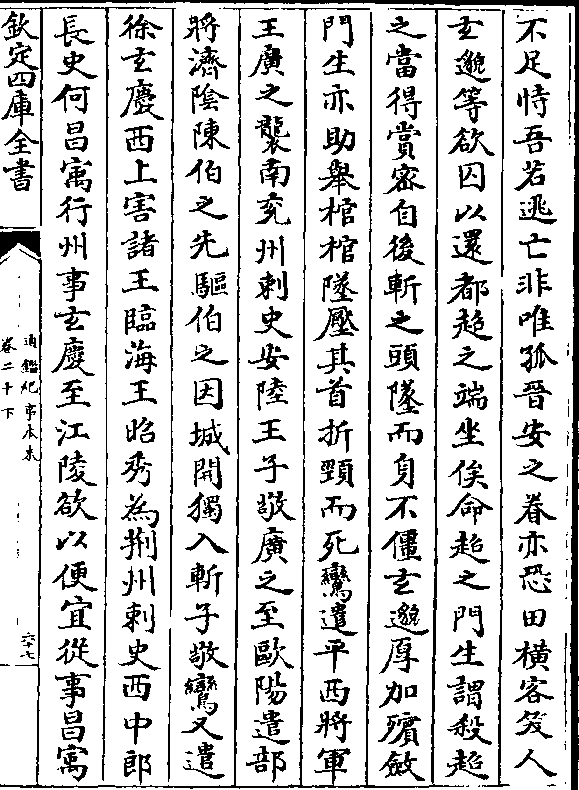 不足恃吾若逃亡非唯孤晉安之眷亦恐田橫客笑人
玄邈等欲囚以還都超之端坐俟命超之門生謂殺超
之當得賞密自後斬之頭墜而身不僵玄邈厚加殯斂
門生亦助舉棺棺墜壓其首折頸而死鸞遣平西將軍
王廣之襲南兖州刺史安陸王子敬廣之至歐陽遣部
將濟陰陳伯之先驅伯之因城開獨入斬子敬鸞又遣
徐玄慶西上害諸王臨海王昭秀為荆州刺史西中郎
長史何昌寓行州事玄慶至江陵欲以便宜從事昌寓
欽定四庫全書
通鑑紀事本末
卷二十下
六十七